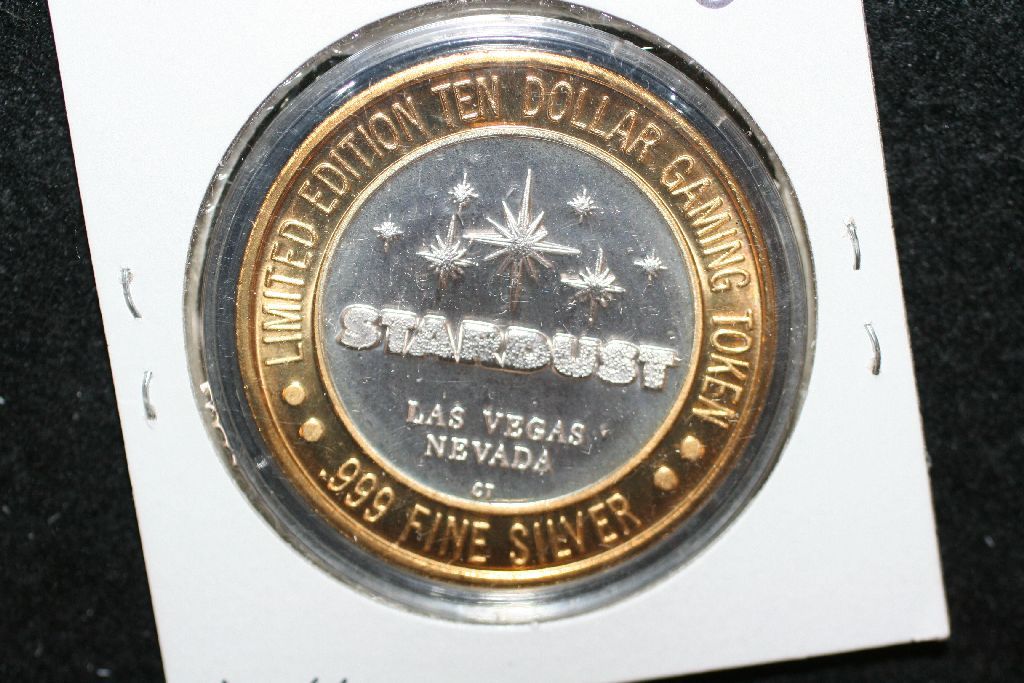 LIMITED EDITION TEN DOLLAR GAMING TOKEN
STARDUST
LAS VEGAS
NEVADA
CT
.999 FINE SILVER